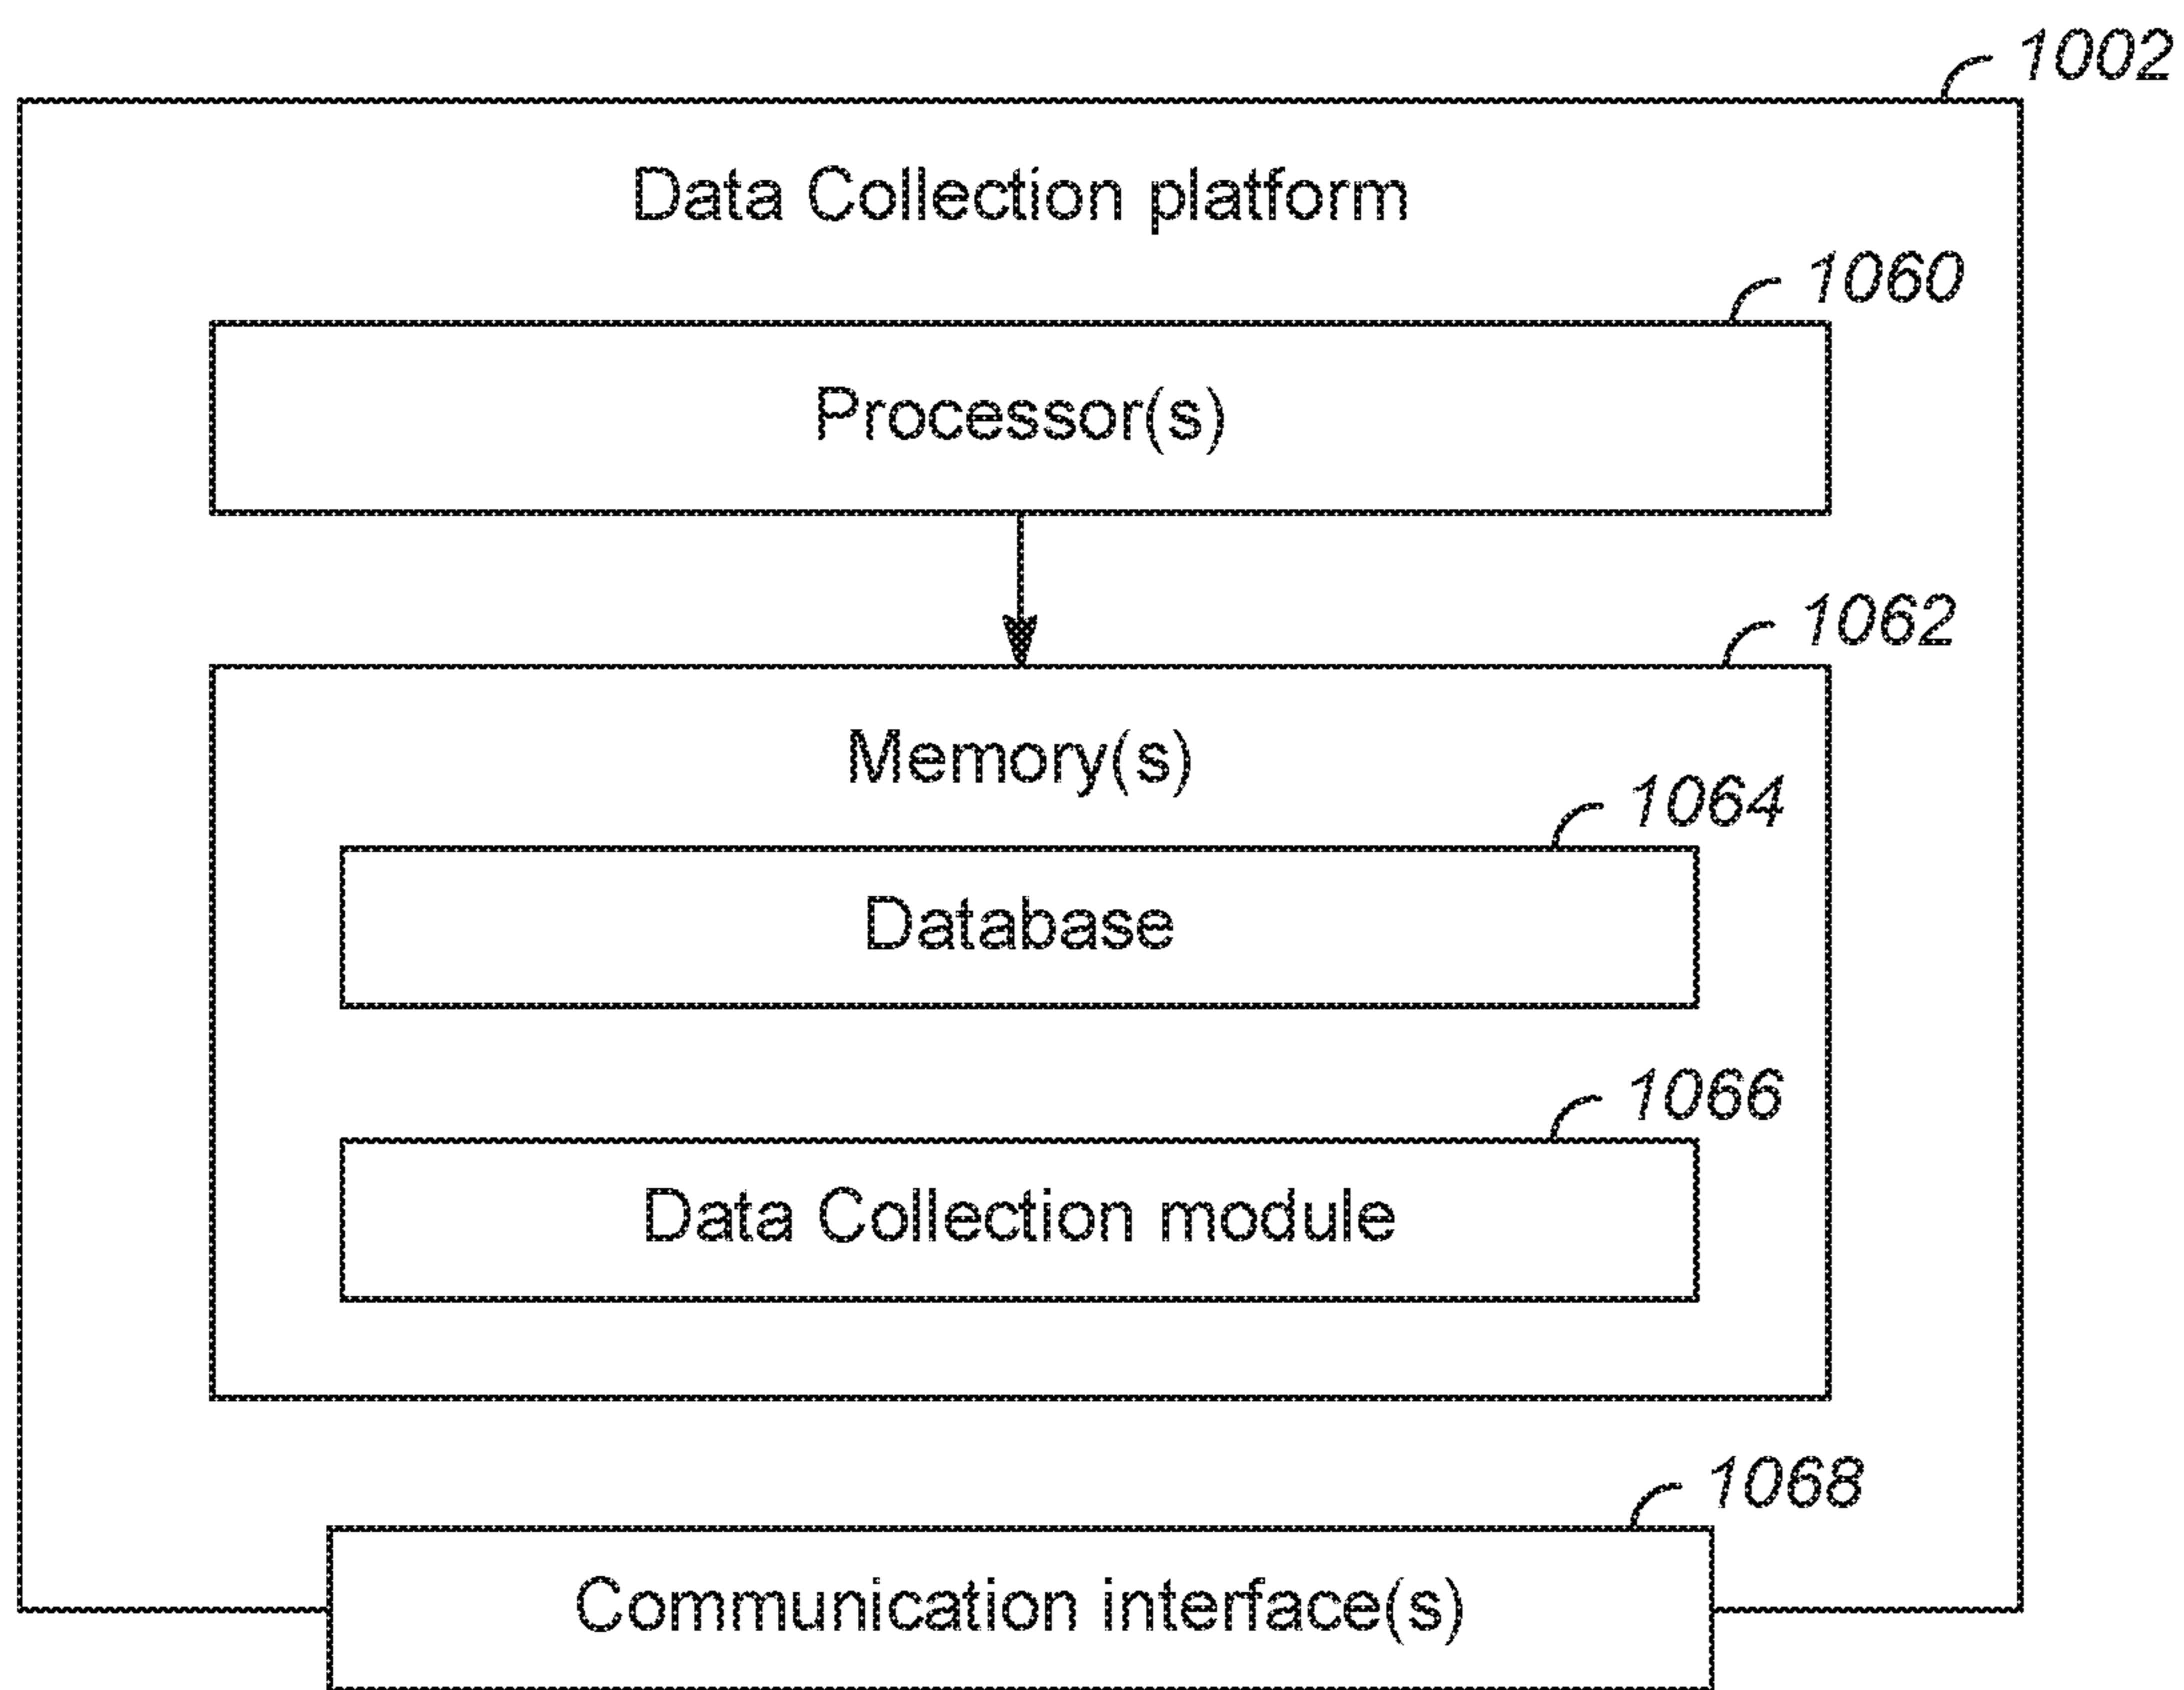 1002
Data Collection platform
1060
Processor(s)
1062
Memory(s)
1064
Database
1066
Data Collection module
1068
Communication interface(s)